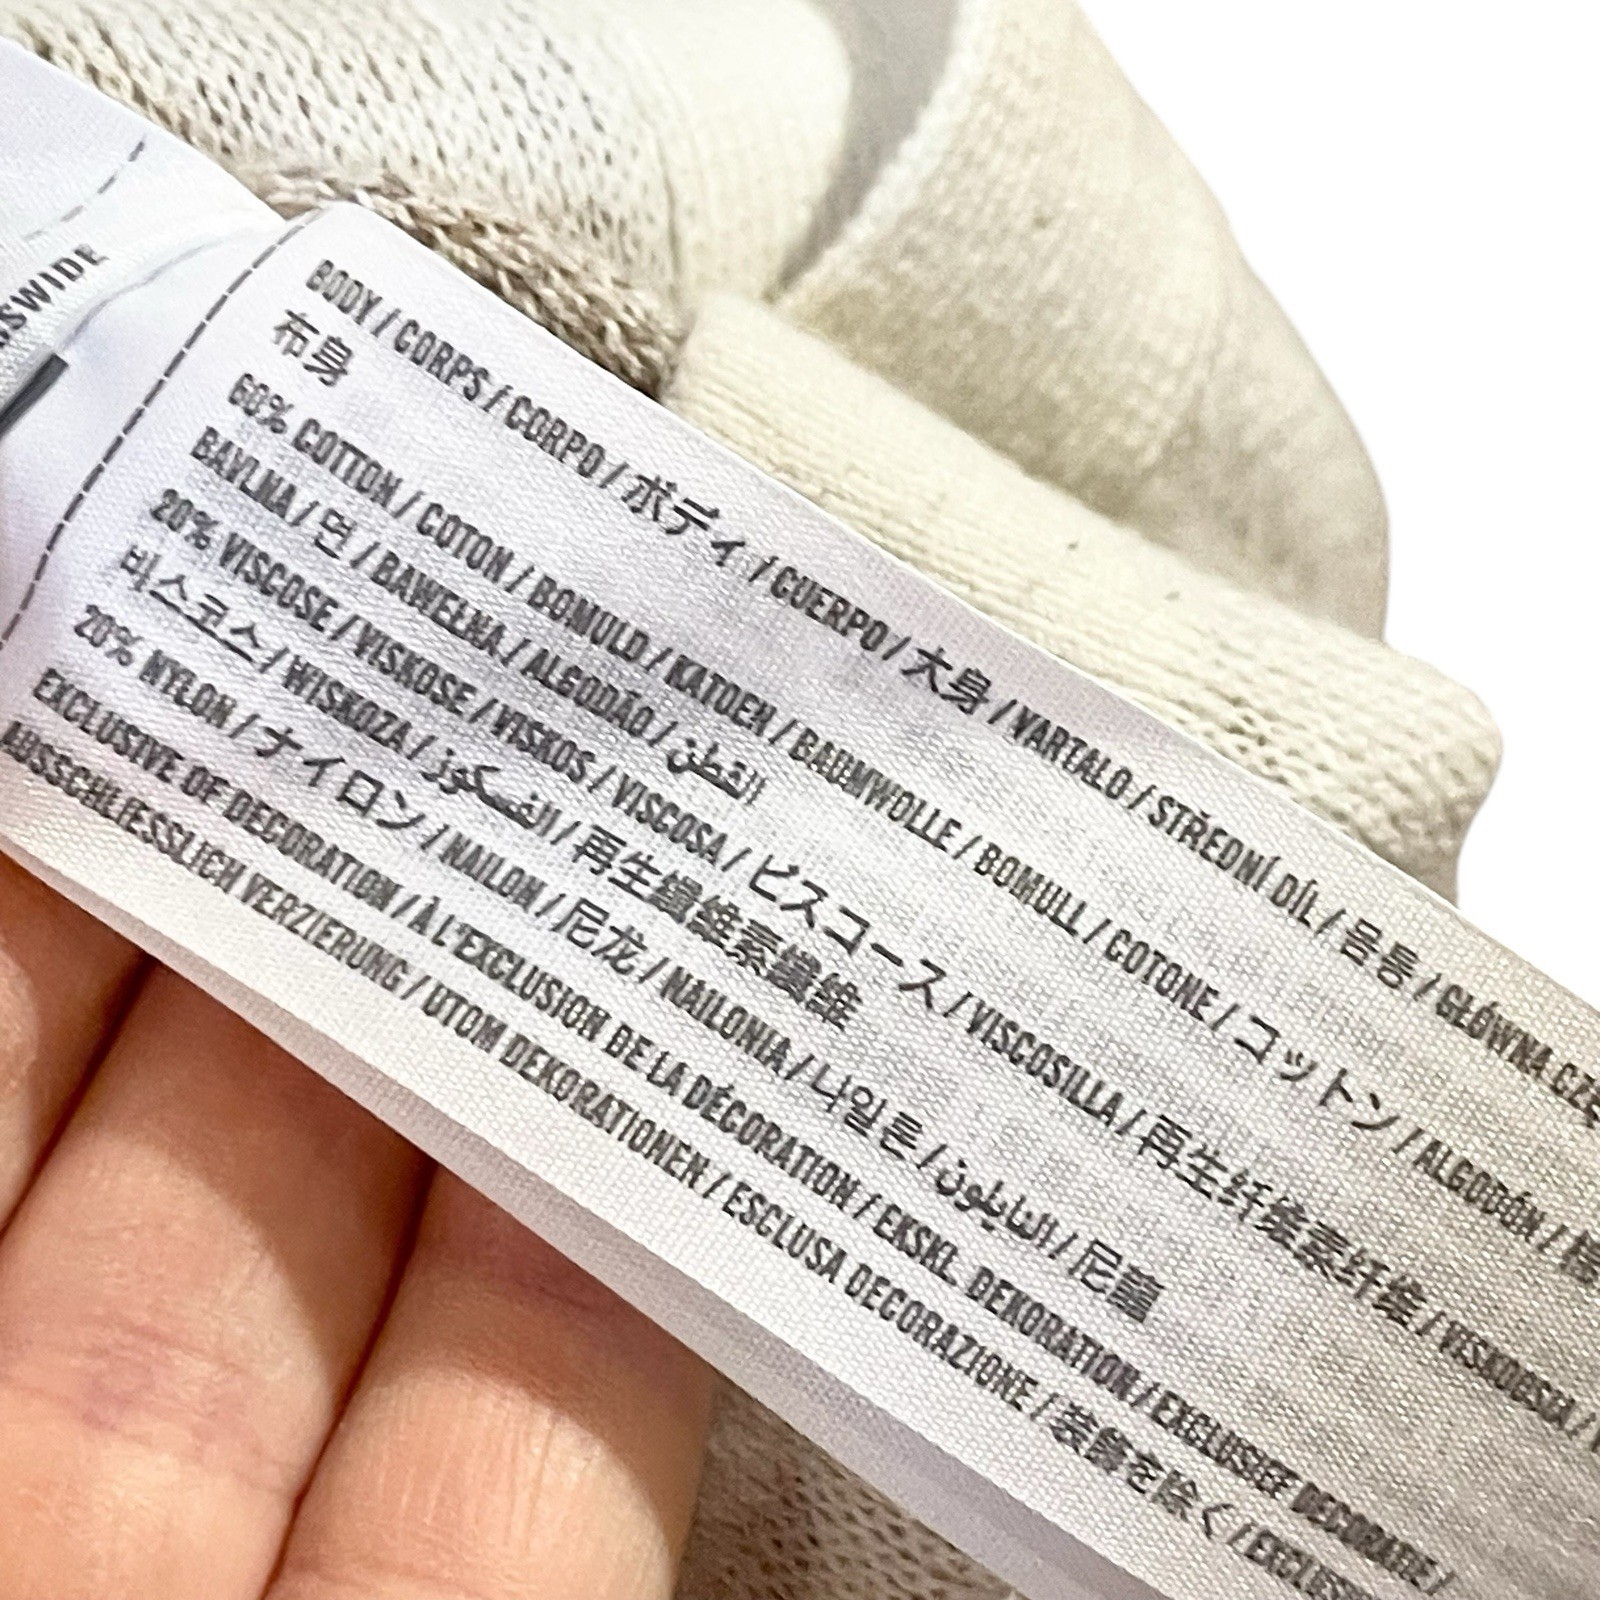 BODY / CORPS / CORPO / ボディ / CUERPO / 大身 / VARTALO / STŘEDNÍ DÍL / 몸통 / GŁÓWNA CZĘ
布身
60% COTTON / COTON / BOMULD / KATOEN / BAUMWOLLE / BOMULL / COTONE / コットン / ALGODÓN /
BAVLNA / 면 / BAWEŁNA / ALGODÃO / القطن
20% VISCOSE / VISKOSE / VISKOS / VISCOSA / ビスコース / VISCOSILLA / 再生纤维素纤维 / VISKOOSIA /
비스코스 / WISKOZA / الفسكوز / 再生纖維素纖維
20% NYLON / ナイロン / NAILON / 尼龙 / NAILONIA / 나일론 / النايلون / 尼龍
EXCLUSIVE OF DECORATION / À L'EXCLUSION DE LA DÉCORATION / EKSKL. DEKORATION / EXCLUSIEF DECORATIE /
AUSSCHLIESSLICH VERZIERUNG / UTOM DEKORATIONEN / ESCLUSA DECORAZIONE / 装飾を除く /